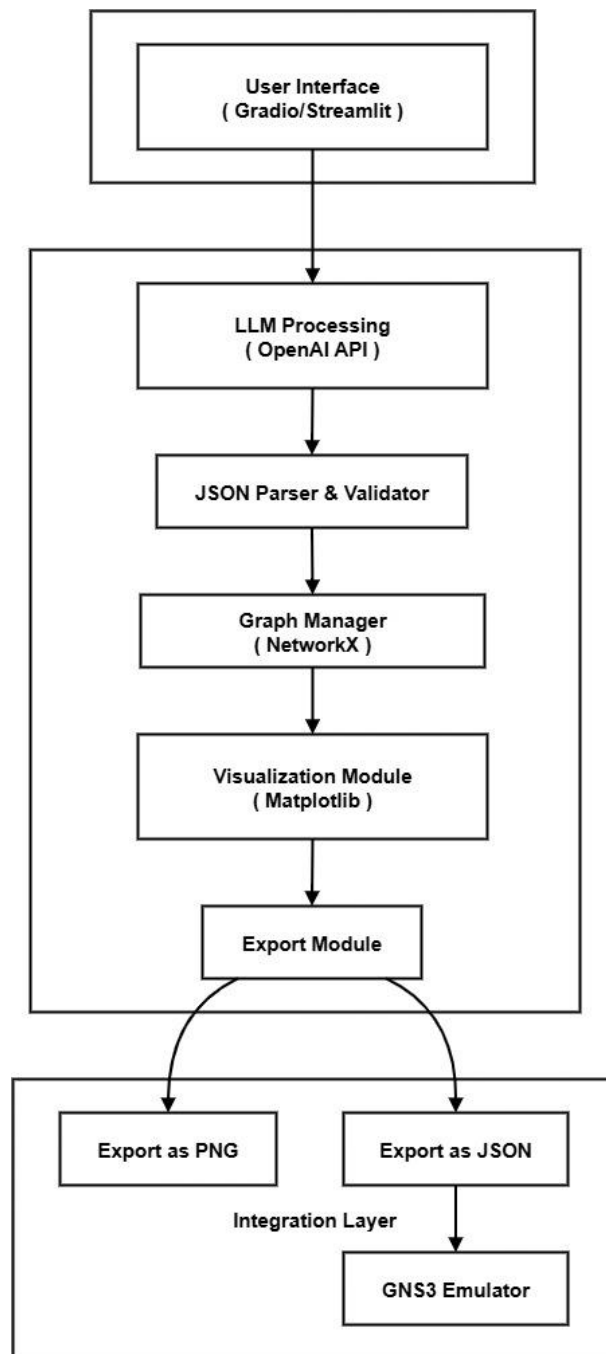 User Interface
( Gradio/Streamlit )
LLM Processing
( OpenAI API )
JSON Parser & Validator
Graph Manager
( NetworkX )
Visualization Module
( Matplotlib )
Export Module
Export as PNG
Export as JSON
Integration Layer
GNS3 Emulator